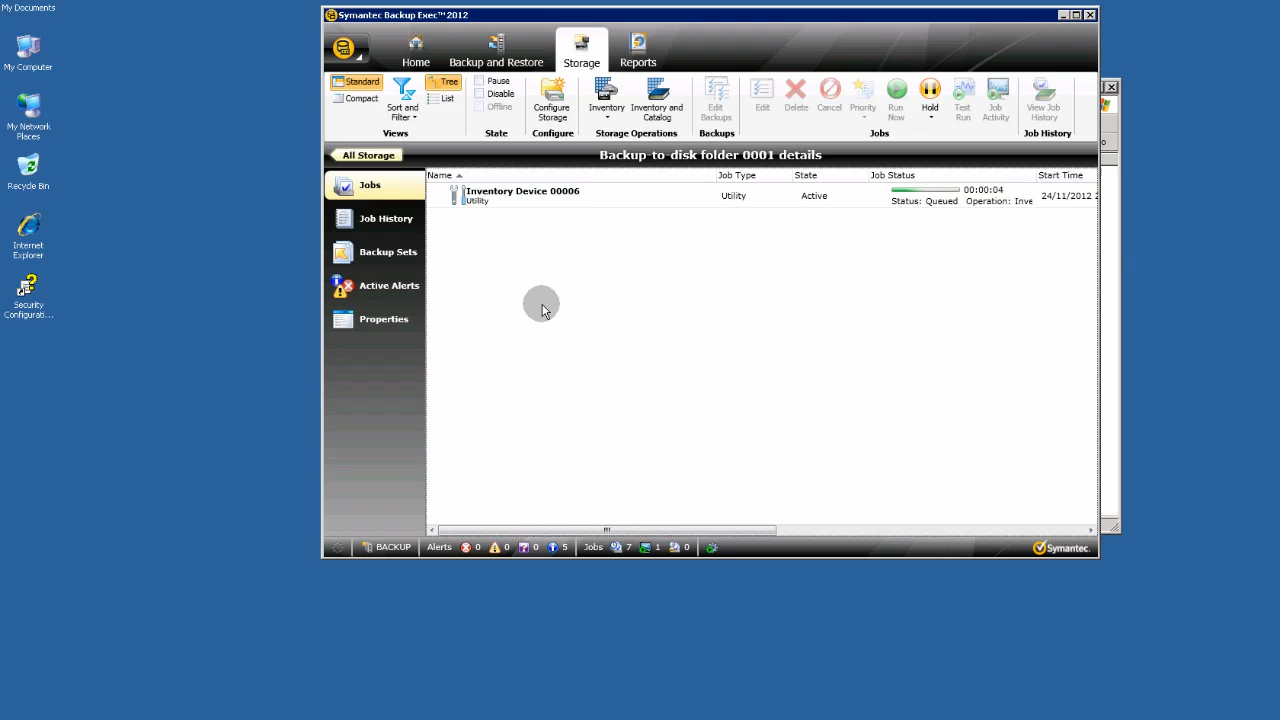 My Documents
My Computer
My Network
Places
Recycle Bin
Internet
Explorer
Security
Configurati...
Symantec Backup Exec™ 2012
Home
Backup and Restore
Storage
Reports
Standard
Compact
Sort and
Filter
Tree
List
Views
Pause
Disable
Offline
State
Configure
Storage
Configure
Inventory
Inventory and
Catalog
Storage Operations
Edit
Backups
Backups
Edit
Delete
Cancel
Priority
Run
Now
Hold
Test
Run
Job
Activity
Jobs
View Job
History
Job History
All Storage
Backup-to-disk folder 0001 details
Jobs
Job History
Backup Sets
Active Alerts
Properties
Name
Job Type
State
Job Status
Start Time
Inventory Device 00006
Utility
Utility
Active
00:00:04
Status: Queued
Operation: Inve
24/11/2012 2
BACKUP
Alerts
0
0
0
5
Jobs
7
1
0
Symantec.